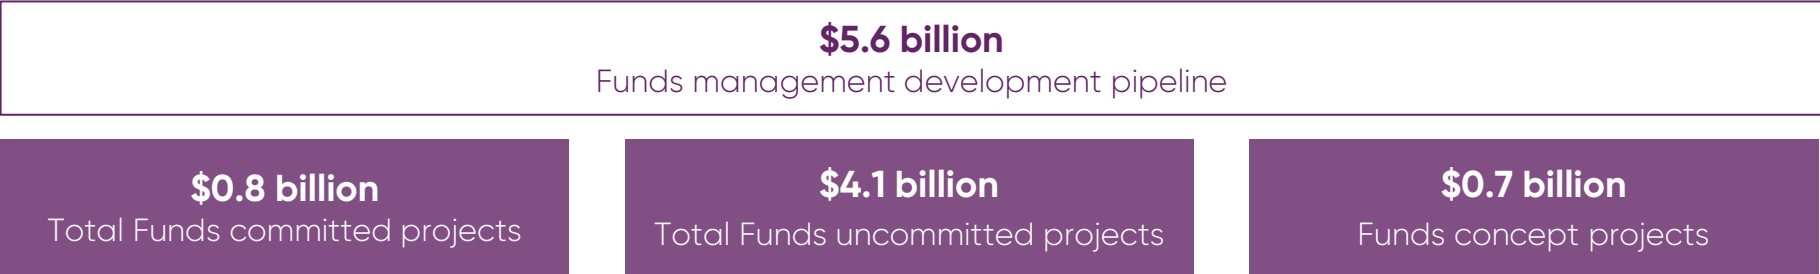 $5.6 billion
Funds management development pipeline
$0.8 billion
Total Funds committed projects
$4.1 billion
Total Funds uncommitted projects
$0.7 billion
Funds concept projects